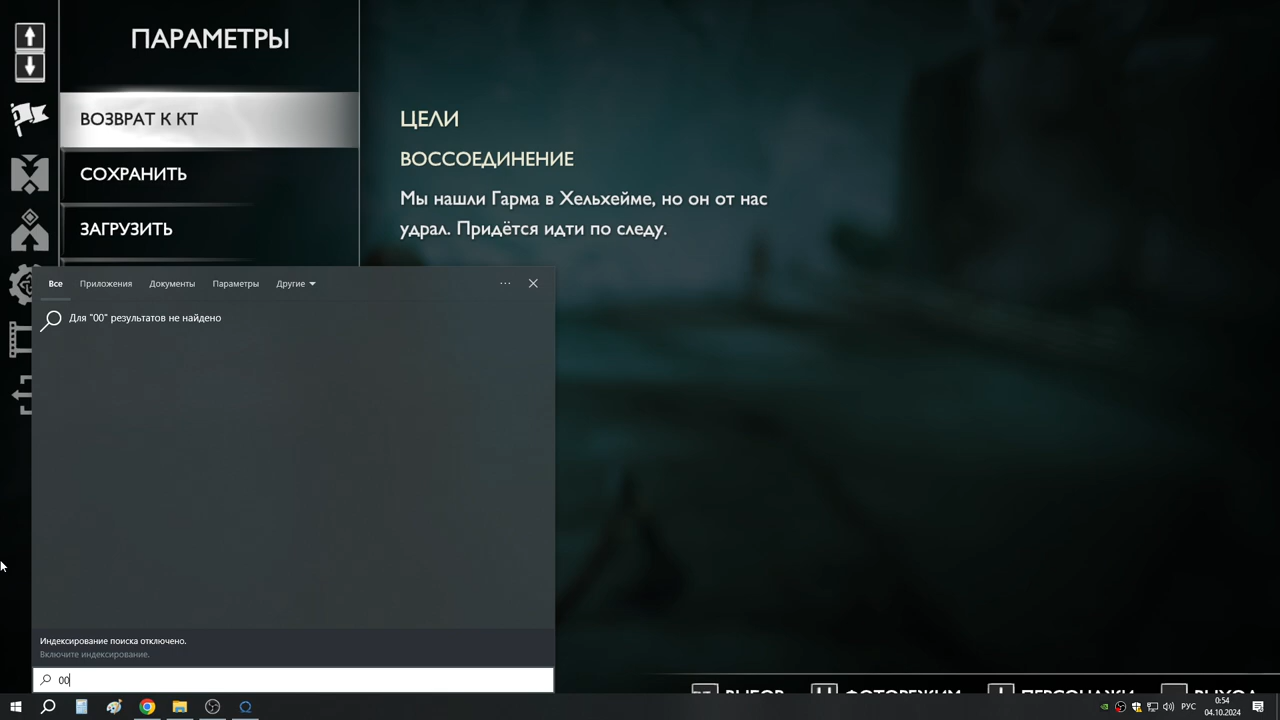 ПАРАМЕТРЫ
ВОЗВРАТ К КТ
СОХРАНИТЬ
ЗАГРУЗИТЬ
ЦЕЛИ
ВОССОЕДИНЕНИЕ
Мы нашли Гарма в Хельхейме, но он от нас
удрал. Придётся идти по следу.
Все Приложения Документы Параметры Другие
Для "00" результатов не найдено
Индексирование поиска отключено.
Включите индексирование.
00
ВЫБОР ФОТОРЕЖИМ ПЕРСОНАЖИ ВЫХОД
РУС
0:54
04.10.2024